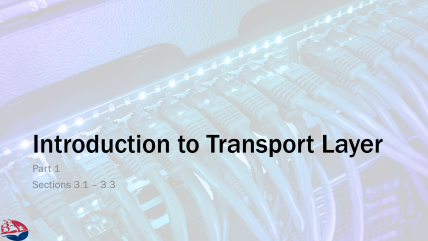 Introduction to Transport Layer
Part 1
Sections 3.1 – 3.3